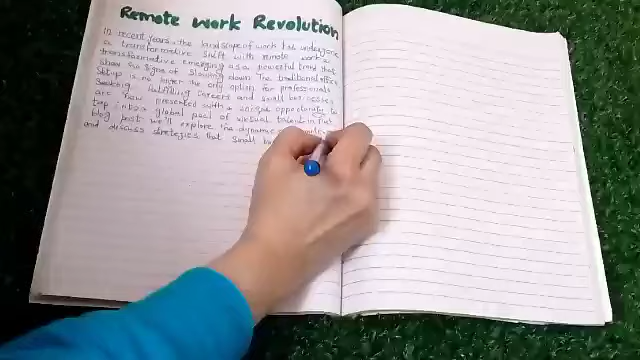 Remote work Revolution
In recent years, the landscape of work has undergone
a transformative shift with remote work a
transformative emerging as a powerful trend that
show no signs of slowing down The traditional office
Setup is no longer the only option for professionals
Seeking fulfilling careers and small businesses
are now presented with a unique opportunity to
tap into a global pool of virtual talent in this
blog post we'll explore the dynamic
and discuss strategies that small